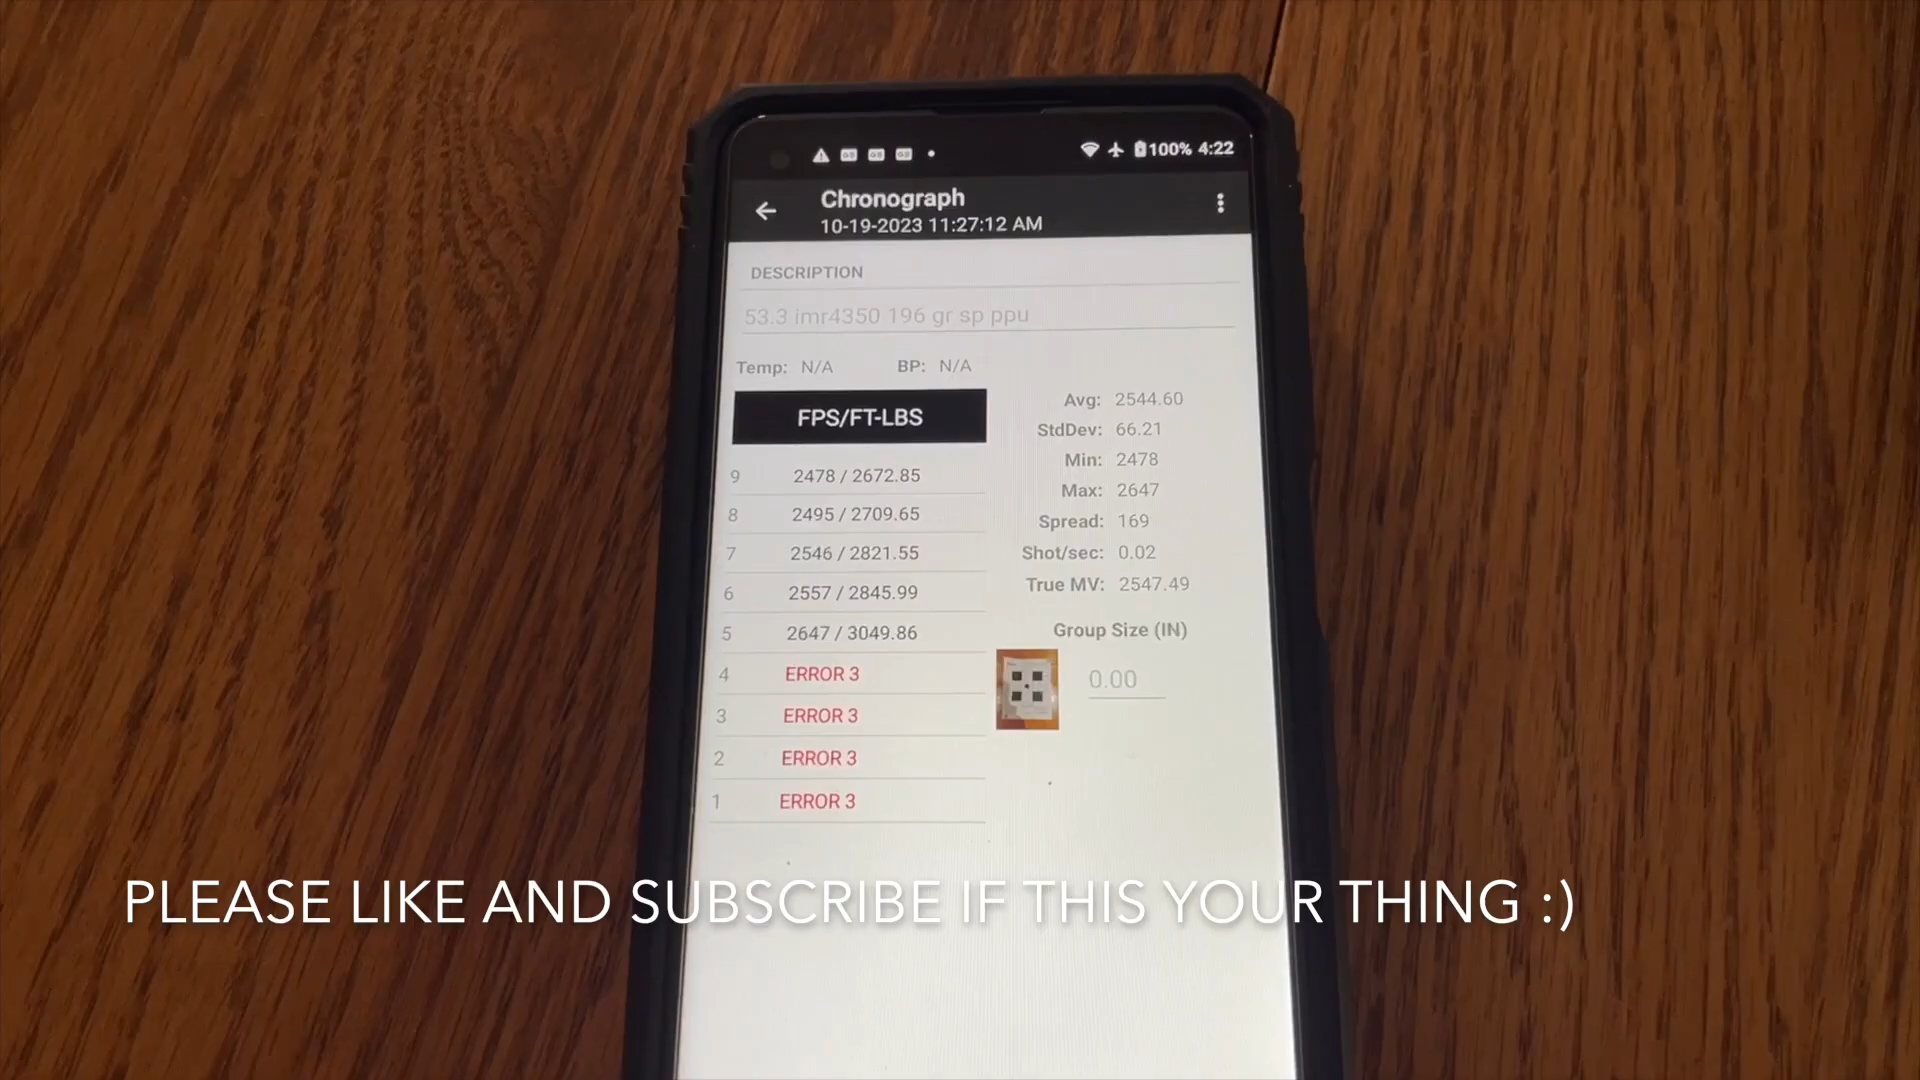 100% 4:22
Chronograph
10-19-2023 11:27:12 AM
DESCRIPTION
53.3 imr4350 196 gr sp ppu
Temp: N/A BP: N/A
FPS/FT-LBS
9 2478 / 2672.85
8 2495 / 2709.65
7 2546 / 2821.55
6 2557 / 2845.99
5 2647 / 3049.86
4 ERROR 3
3 ERROR 3
2 ERROR 3
1 ERROR 3
Avg: 2544.60
StdDev: 66.21
Min: 2478
Max: 2647
Spread: 169
Shot/sec: 0.02
True MV: 2547.49
Group Size (IN)
0.00
PLEASE LIKE AND SUBSCRIBE IF THIS YOUR THING :)